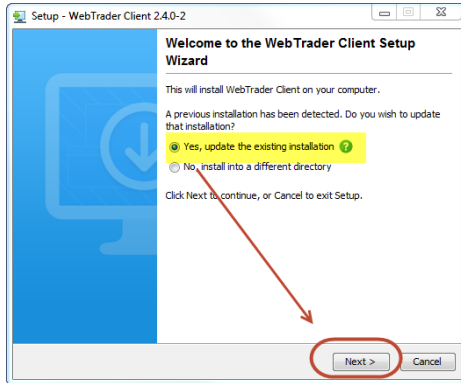 Setup - WebTrader Client 2.4.0-2
Welcome to the WebTrader Client Setup
Wizard
This will install WebTrader Client on your computer.
A previous installation has been detected. Do you wish to update
that installation?
Yes, update the existing installation ?
No, install into a different directory
Click Next to continue, or Cancel to exit Setup.
Next >
Cancel